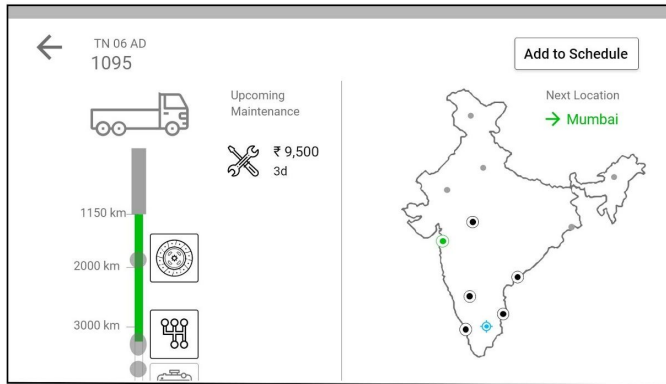 TN 06 AD
1095
Add to Schedule
Upcoming
Maintenance
₹ 9,500
3d
Next Location
→ Mumbai
1150 km
2000 km
3000 km